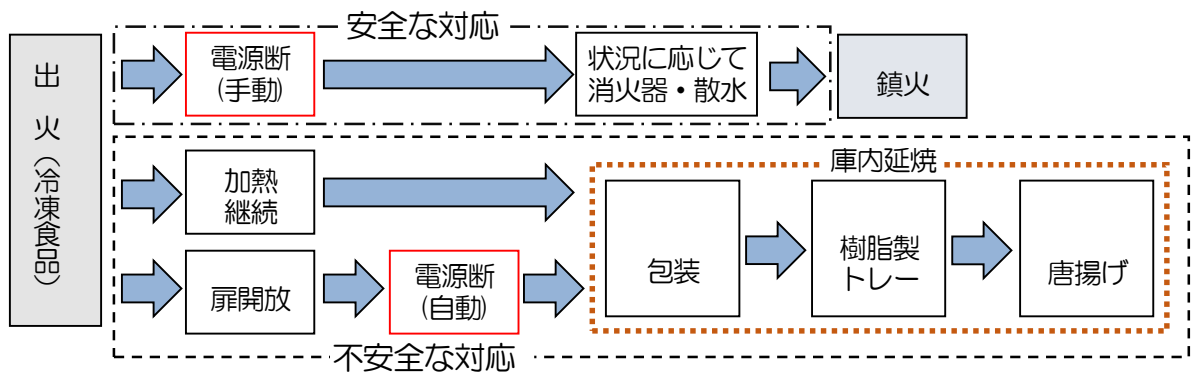 出火(冷凍食品)
安全な対応
電源断
(手動)
状況に応じて
消火器・散水
鎮火
加熱
継続
扉開放
電源断
(自動)
庫内延焼
包装
樹脂製
トレー
唐揚げ
不安全な対応